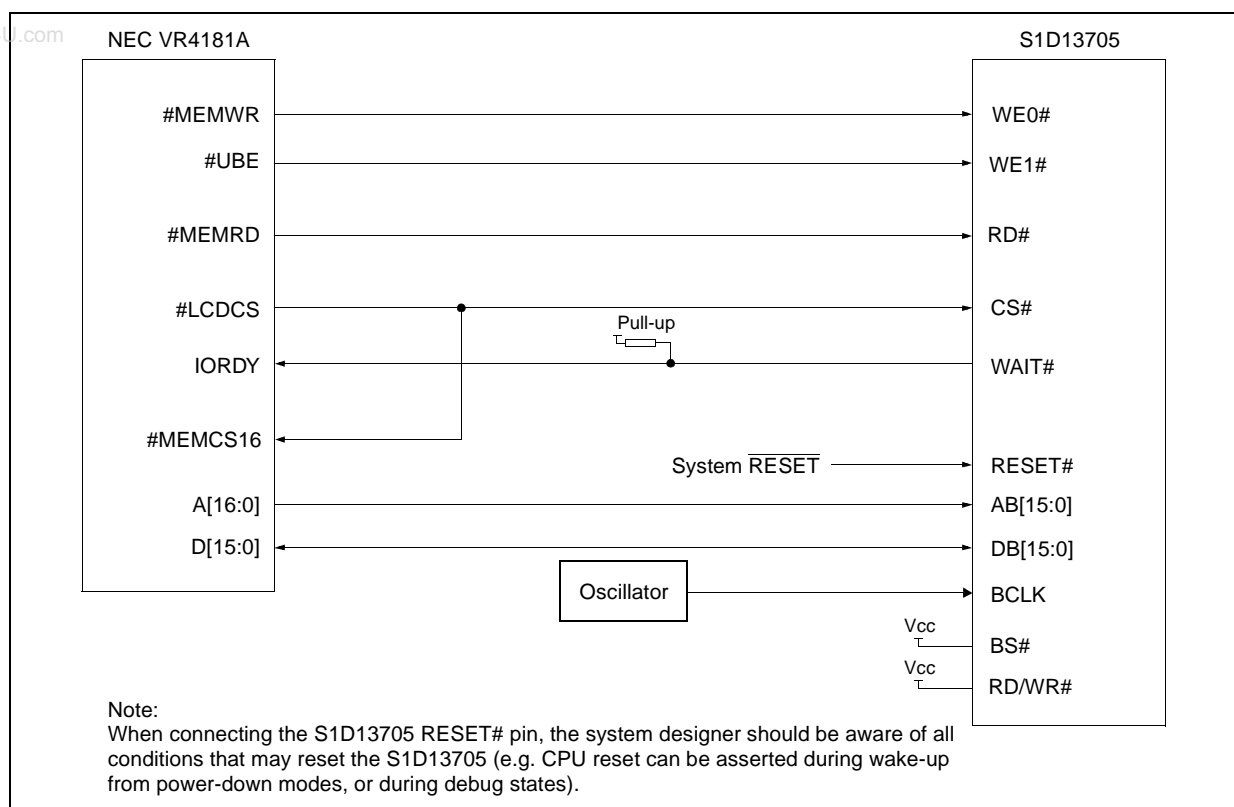 U.com
NEC VR4181A
S1D13705
#MEMWR
WE0#
#UBE
WE1#
#MEMRD
RD#
#LCDCS
CS#
Pull-up
IORDY
WAIT#
#MEMCS16
System RESET
RESET#
A[16:0]
AB[15:0]
D[15:0]
DB[15:0]
Oscillator
BCLK
Vcc
BS#
Vcc
RD/WR#
Note:
When connecting the S1D13705 RESET# pin, the system designer should be aware of all
conditions that may reset the S1D13705 (e.g. CPU reset can be asserted during wake-up
from power-down modes, or during debug states).